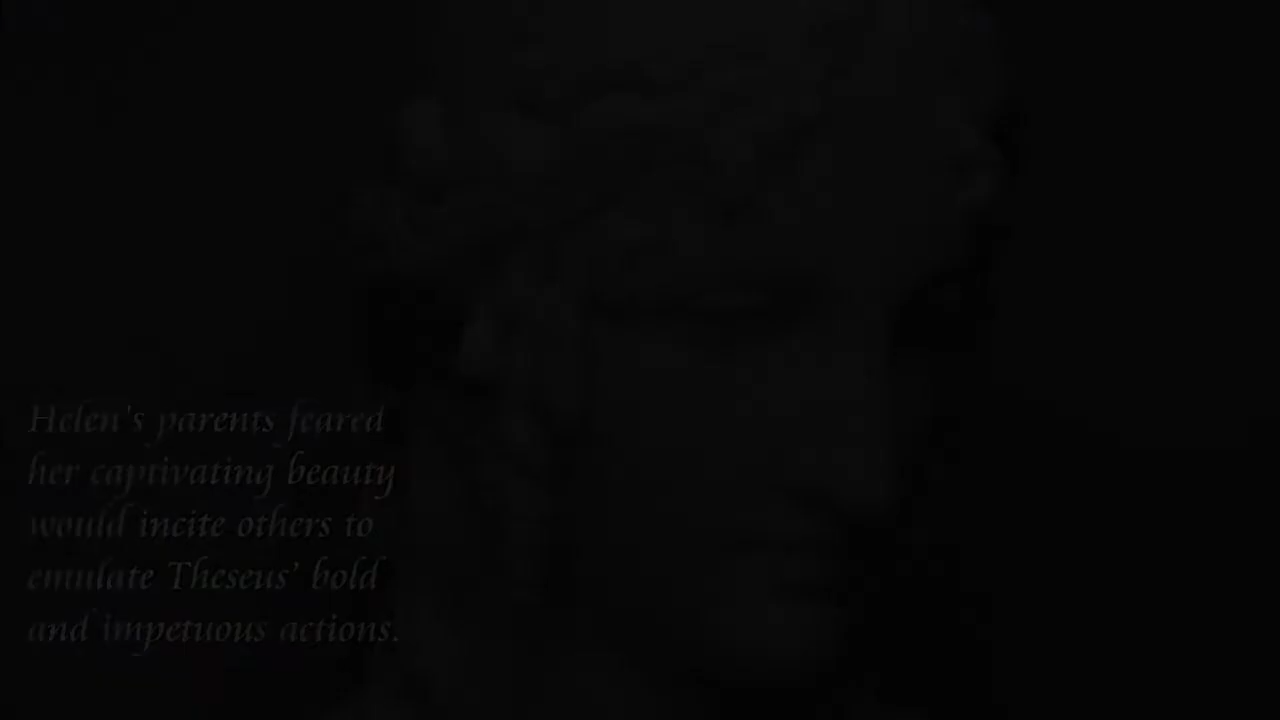 Helen's parents feared
her captivating beauty
would incite others to
emulate Theseus' bold
and impetuous actions.